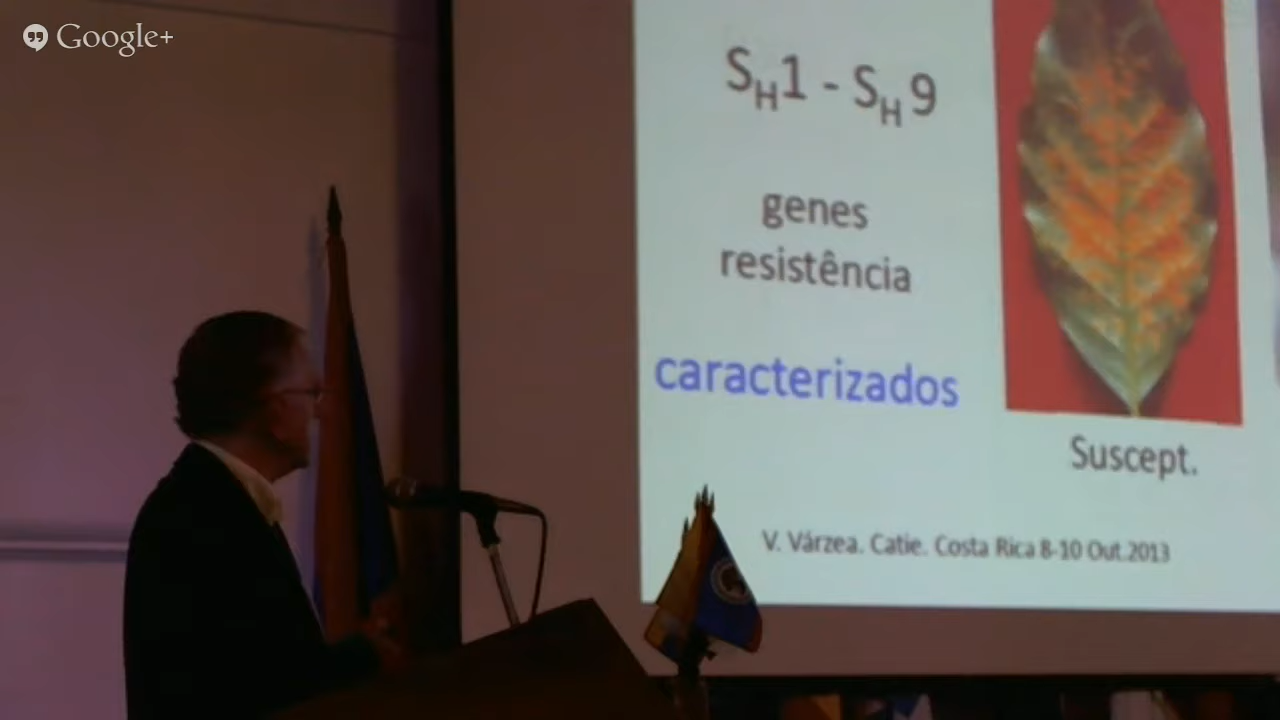 Google+
SH1 - SH9
genes
resistência
caracterizados
Suscept.
V. Várzea. Catie. Costa Rica 8-10 Out.2013